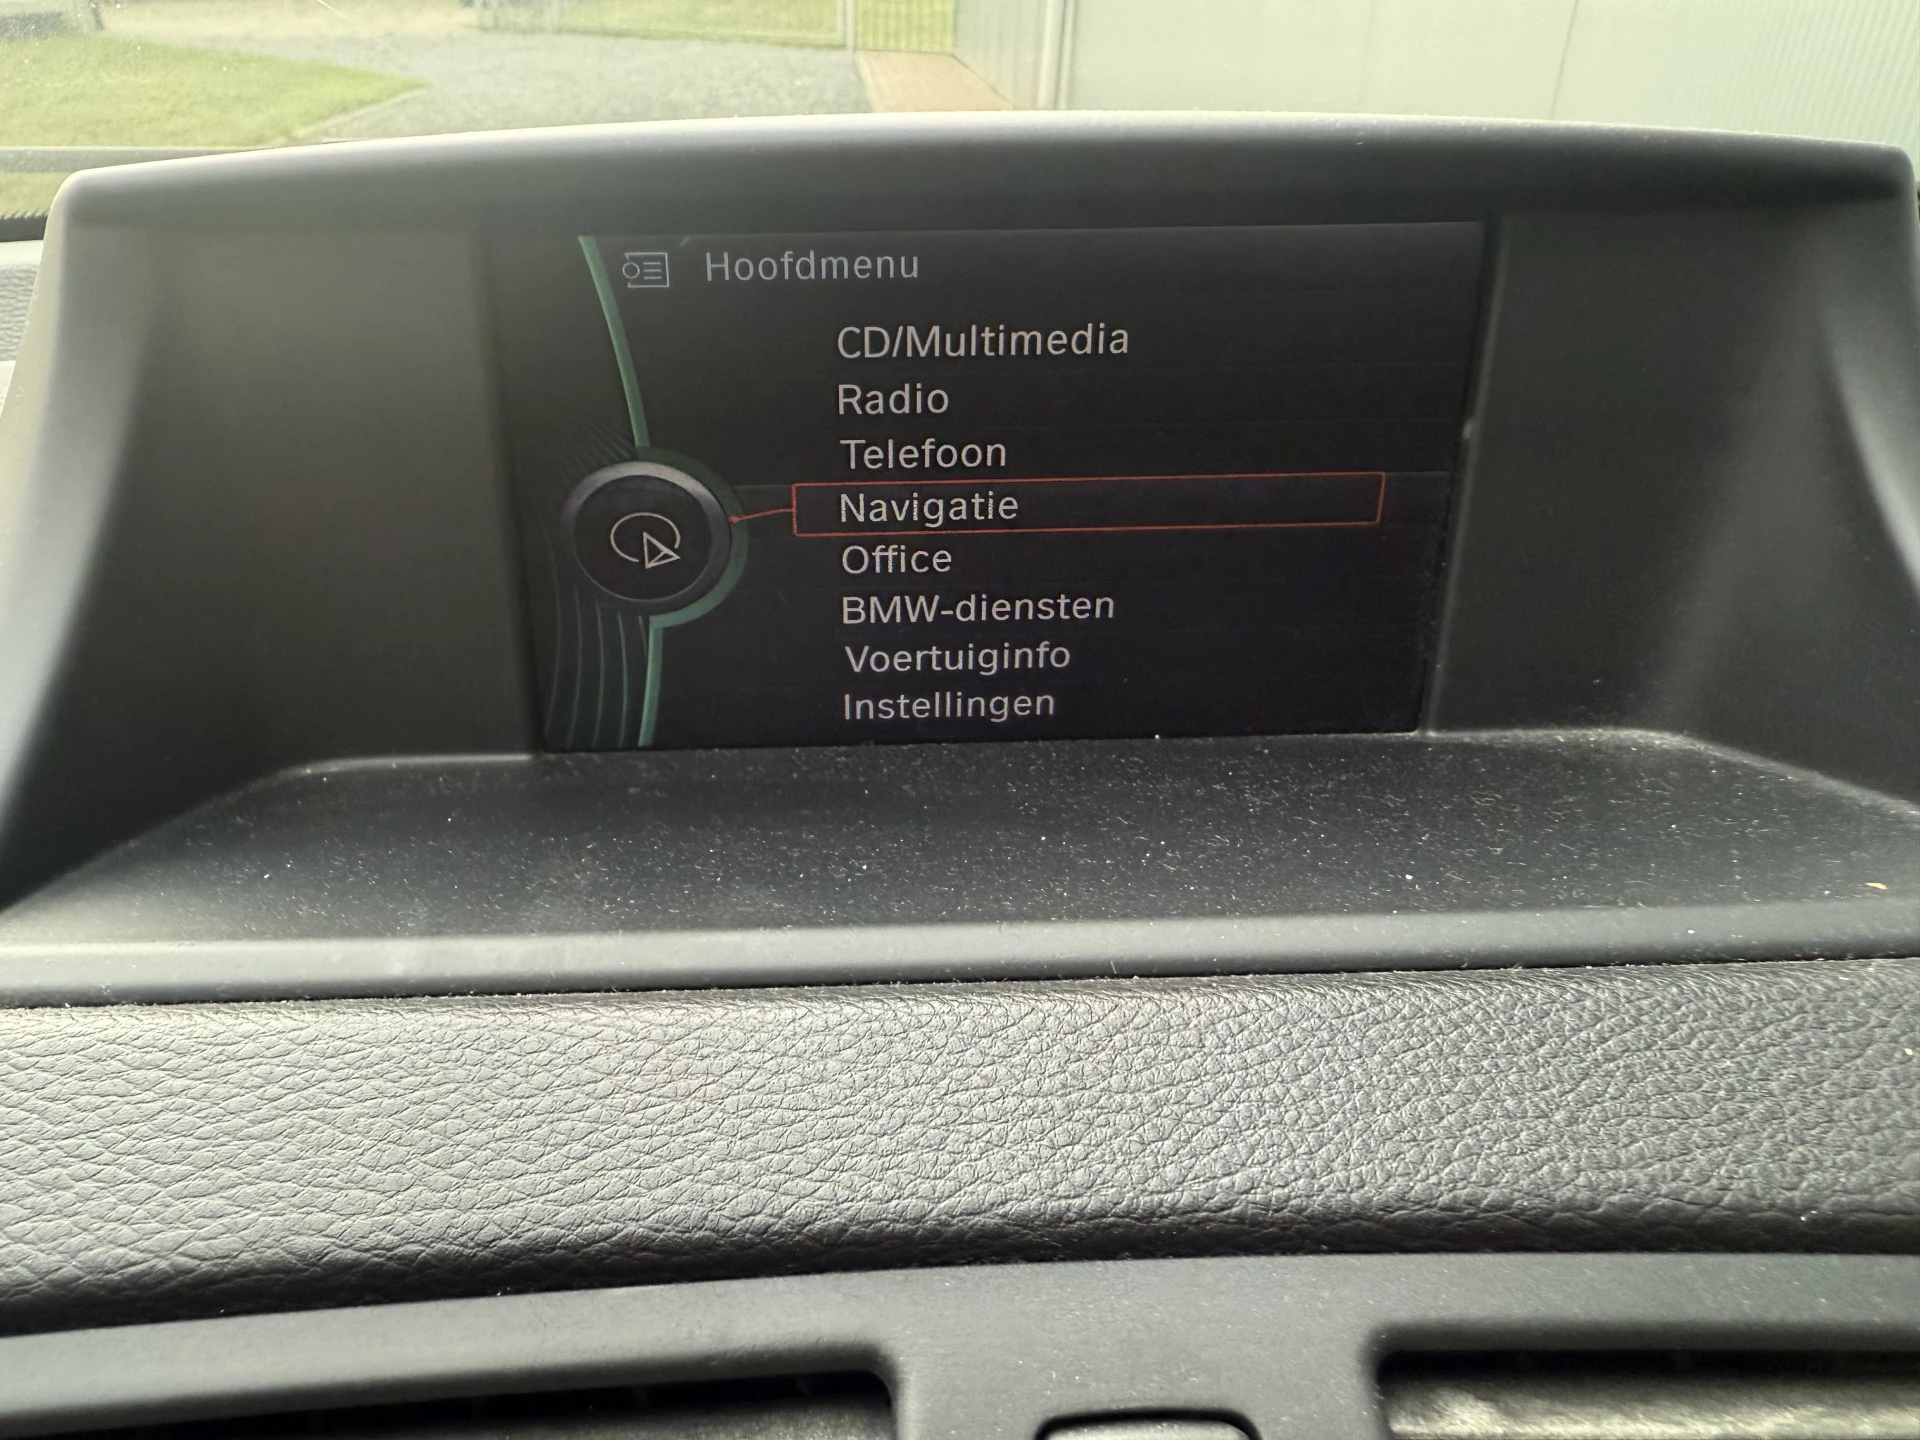 Hoofdmenu
CD/Multimedia
Radio
Telefoon
Navigatie
Office
BMW-diensten
Voertuiginfo
Instellingen